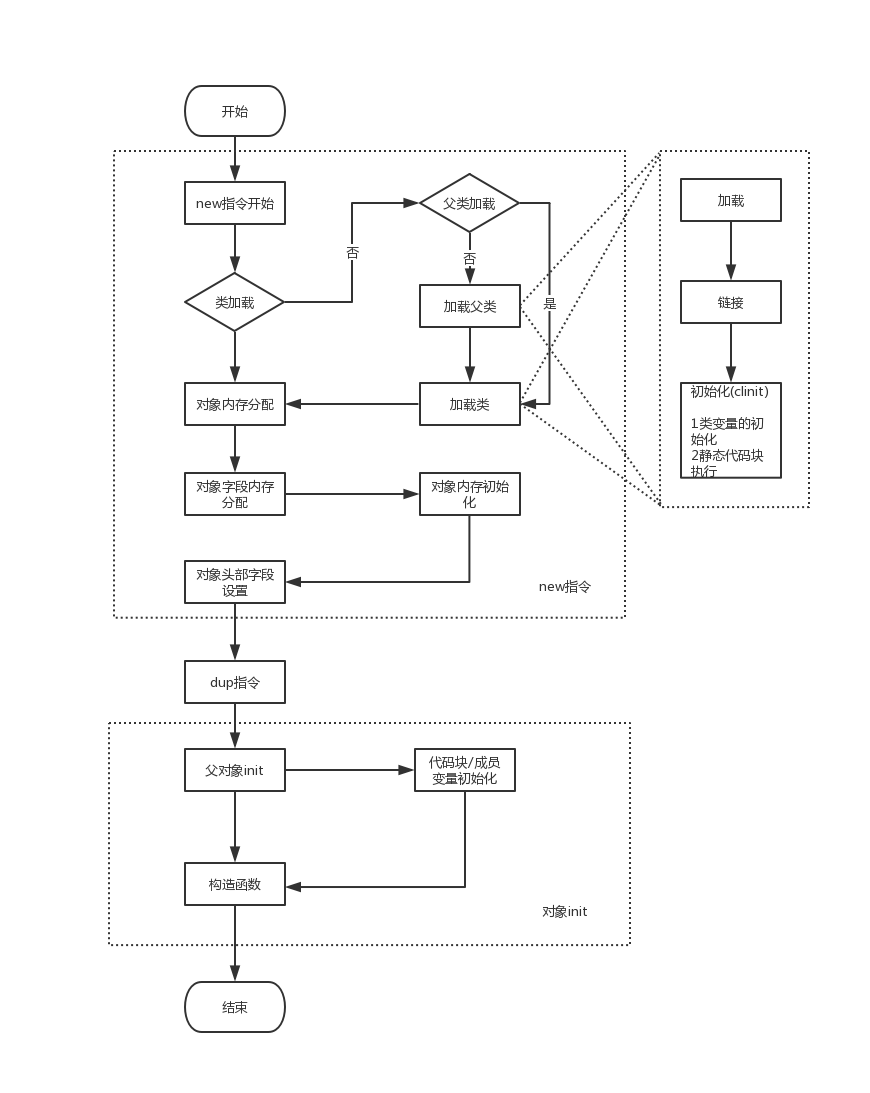 开始
new指令开始
父类加载
否
类加载
否
加载父类
是
对象内存分配
加载类
对象字段内存
分配
对象内存初始
化
对象头部字段
设置
new指令
加载
链接
初始化(clinit)
1类变量的初
始化
2静态代码块
执行
dup指令
父对象init
代码块/成员
变量初始化
构造函数
对象init
结束